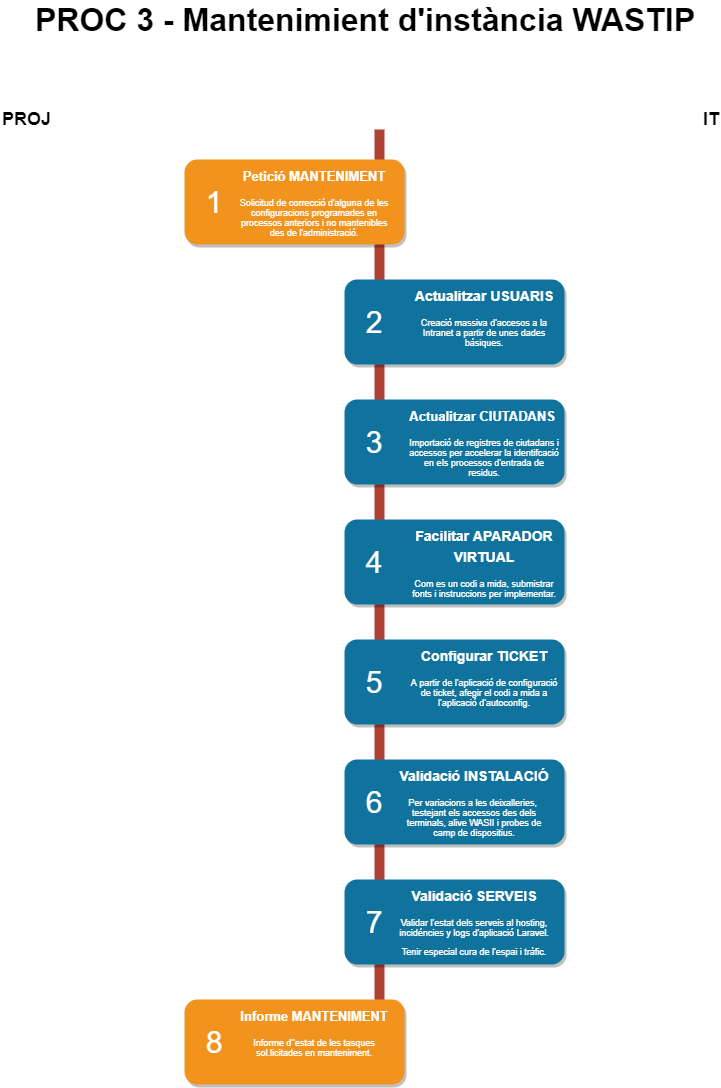 PROC 3 - Mantenimient d'instància WASTIP
PROJ
IT
1
Petició MANTENIMENT
Solicitud de correcció d'alguna de les
configuracions programades en
processos anteriors i no mantenibles
des de l'administració.
2
Actualitzar USUARIS
Creació massiva d'accesos a la
Intranet a partir de unes dades
básiques.
3
Actualitzar CIUTADANS
Importació de registres de ciutadans i
accessos per accelerar la identifcació
en els processos d'entrada de
residus.
4
Facilitar APARADOR
VIRTUAL
Com es un codi a mida, submistrar
fonts i instruccions per implementar.
5
Configurar TICKET
A partir de l'aplicació de configuració
de ticket, afegir el codi a mida a
l'aplicació d'autoconfig.
6
Validació INSTALACIÓ
Per variacions a les deixalleries,
testejant els accessos des dels
terminals, alive WASII i probes de
camp de dispositius.
7
Validació SERVEIS
Validar l'estat dels serveis al hosting,
incidéncies y logs d'aplicació Laravel.
Tenir especial cura de l'espai i tràfic.
8
Informe MANTENIMENT
Informe d''estat de les tasques
sol.licitades en manteniment.